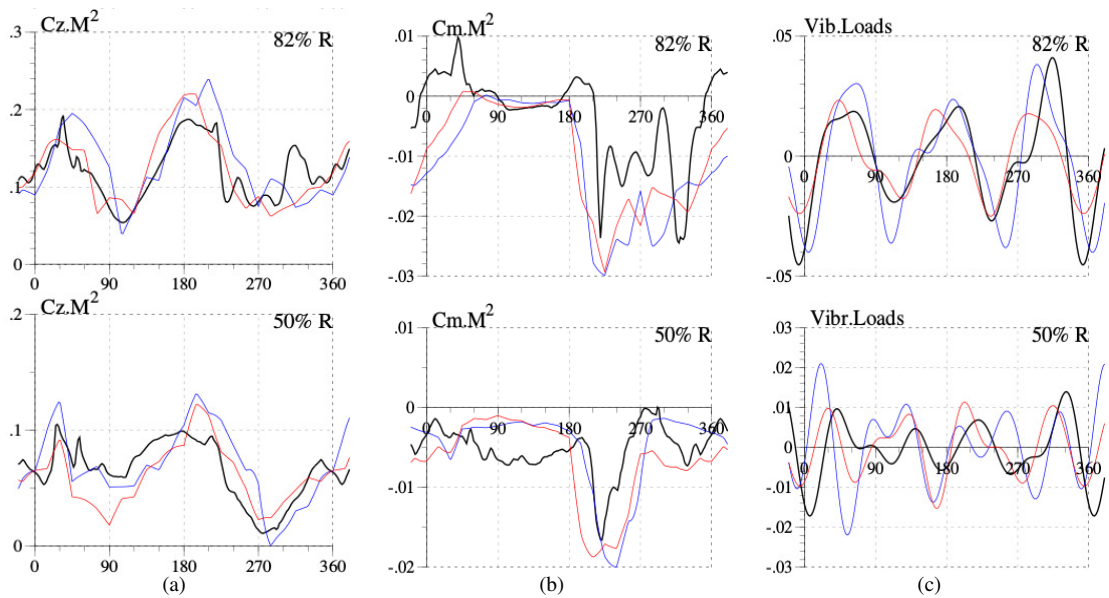 Cz.M²
82% R
.3
.2
.1
0
0 90 180 270 360
Cm.M²
82% R
.01
0
-.01
-.02
-.03
0 90 180 270 360
Vib.Loads
82% R
.05
0
-.05
0 90 180 270 360
Cz.M²
50% R
.2
.1
0
0 90 180 270 360
(a)
Cm.M²
50% R
.01
0
-.01
-.02
0 90 180 270 360
(b)
Vibr.Loads
50% R
.03
.02
.01
0
-.01
-.02
-.03
0 90 180 270 360
(c)